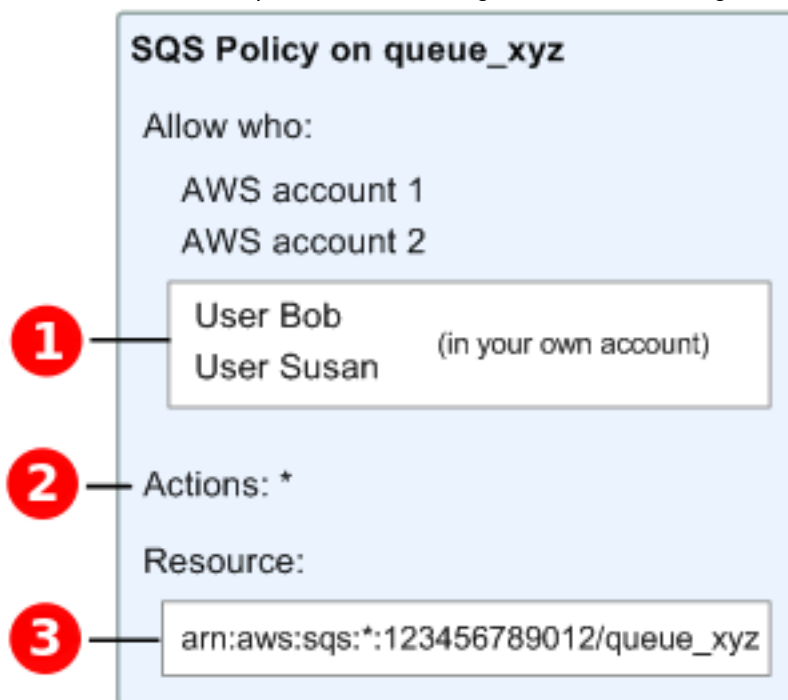 SQS Policy on queue_xyz
Allow who:
AWS account 1
AWS account 2
1
User Bob
User Susan
(in your own account)
2
Actions: *
Resource:
3
arn:aws:sqs:*:123456789012/queue_xyz